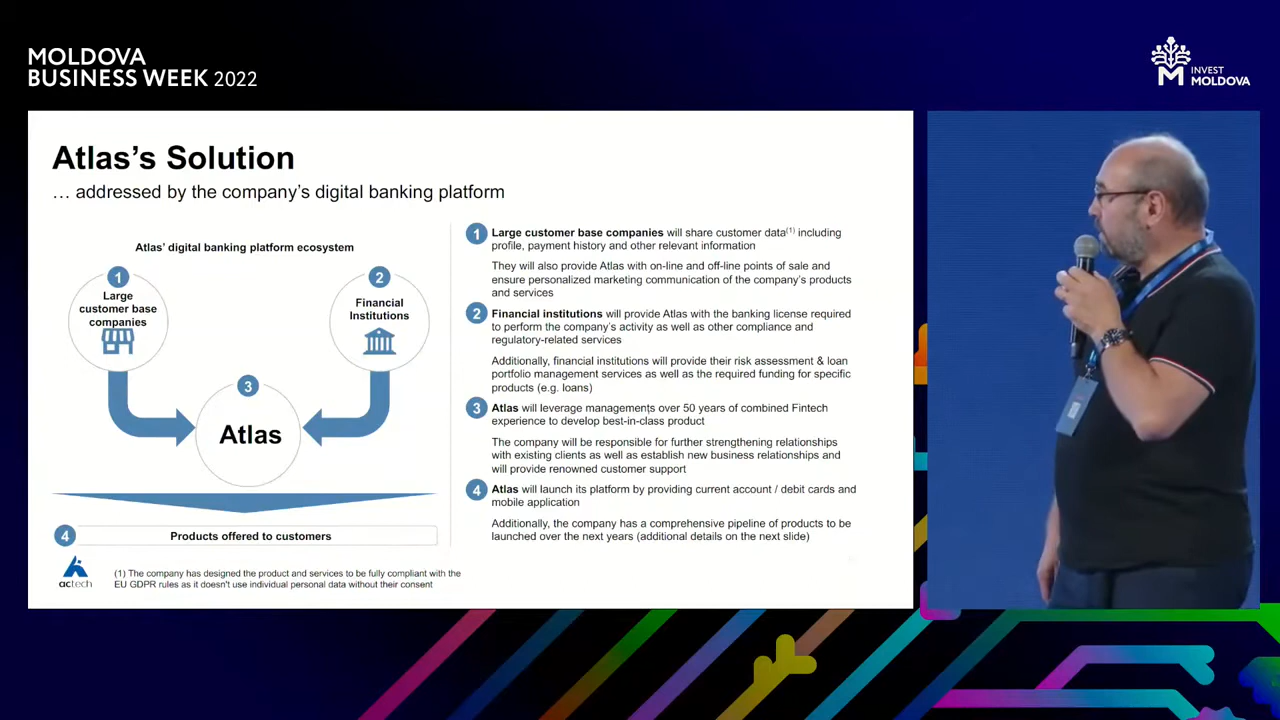 MOLDOVA
BUSINESS WEEK 2022
INVEST
MOLDOVA
Atlas's Solution
… addressed by the company's digital banking platform
Atlas' digital banking platform ecosystem
1
Large
customer base
companies
2
Financial
Institutions
3
Atlas
4
Products offered to customers
actech
(1) The company has designed the product and services to be fully compliant with the
EU GDPR rules as it doesn't use individual personal data without their consent
1
Large customer base companies will share customer data(1) including
profile, payment history and other relevant information
They will also provide Atlas with on-line and off-line points of sale and
ensure personalized marketing communication of the company's products
and services
2
Financial institutions will provide Atlas with the banking license required
to perform the company's activity as well as other compliance and
regulatory-related services
Additionally, financial institutions will provide their risk assessment & loan
portfolio management services as well as the required funding for specific
products (e.g. loans)
3
Atlas will leverage managements over 50 years of combined Fintech
experience to develop best-in-class product
The company will be responsible for further strengthening relationships
with existing clients as well as establish new business relationships and
will provide renowned customer support
4
Atlas will launch its platform by providing current account / debit cards and
mobile application
Additionally, the company has a comprehensive pipeline of products to be
launched over the next years (additional details on the next slide)